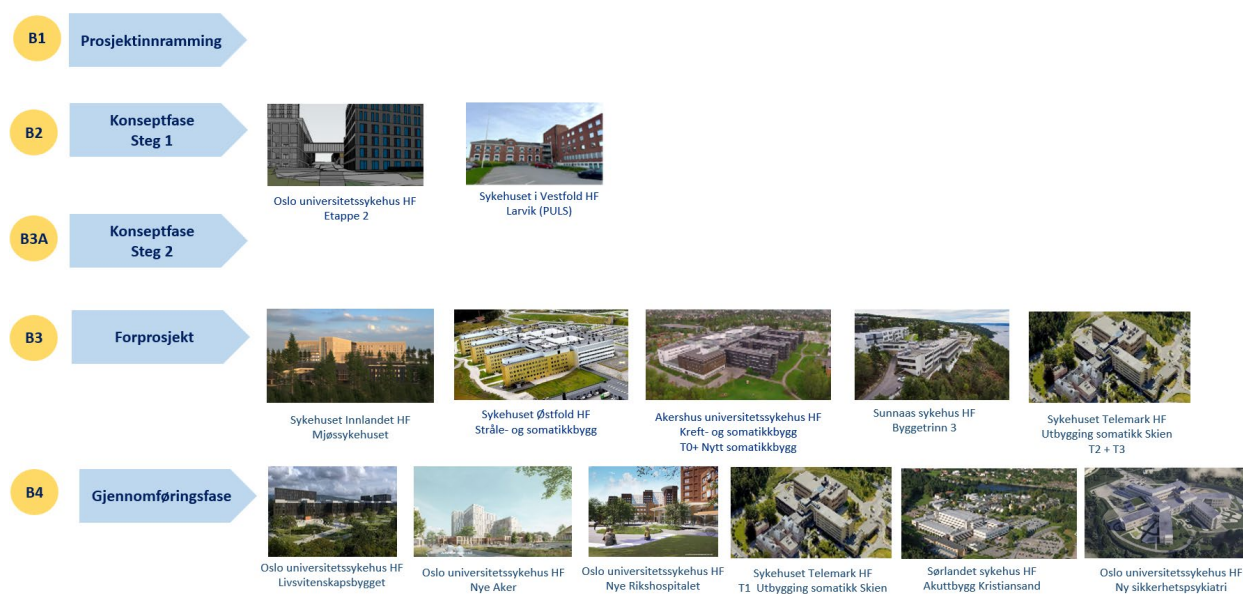 B1
Prosjektinnramming
B2
Konseptfase
Steg 1
Oslo universitetssykehus HF
Etappe 2
Sykehuset i Vestfold HF
Larvik (PULS)
B3A
Konseptfase
Steg 2
B3
Forprosjekt
Sykehuset Innlandet HF
Mjøssykehuset
Sykehuset Østfold HF
Stråle- og somatikkbygg
Akershus universitetssykehus HF
Kreft- og somatikkbygg
T0+ Nytt somatikkbygg
Sunnaas sykehus HF
Byggetrinn 3
Sykehuset Telemark HF
Utbygging somatikk Skien
T2 + T3
B4
Gjennomføringsfase
Oslo universitetssykehus HF
Livsvitenskapsbygget
Oslo universitetssykehus HF
Nye Aker
Oslo universitetssykehus HF
Nye Rikshospitalet
Sykehuset Telemark HF
T1 Utbygging somatikk Skien
Sørlandet sykehus HF
Akuttbygg Kristiansand
Oslo universitetssykehus HF
Ny sikkerhetspsykiatri